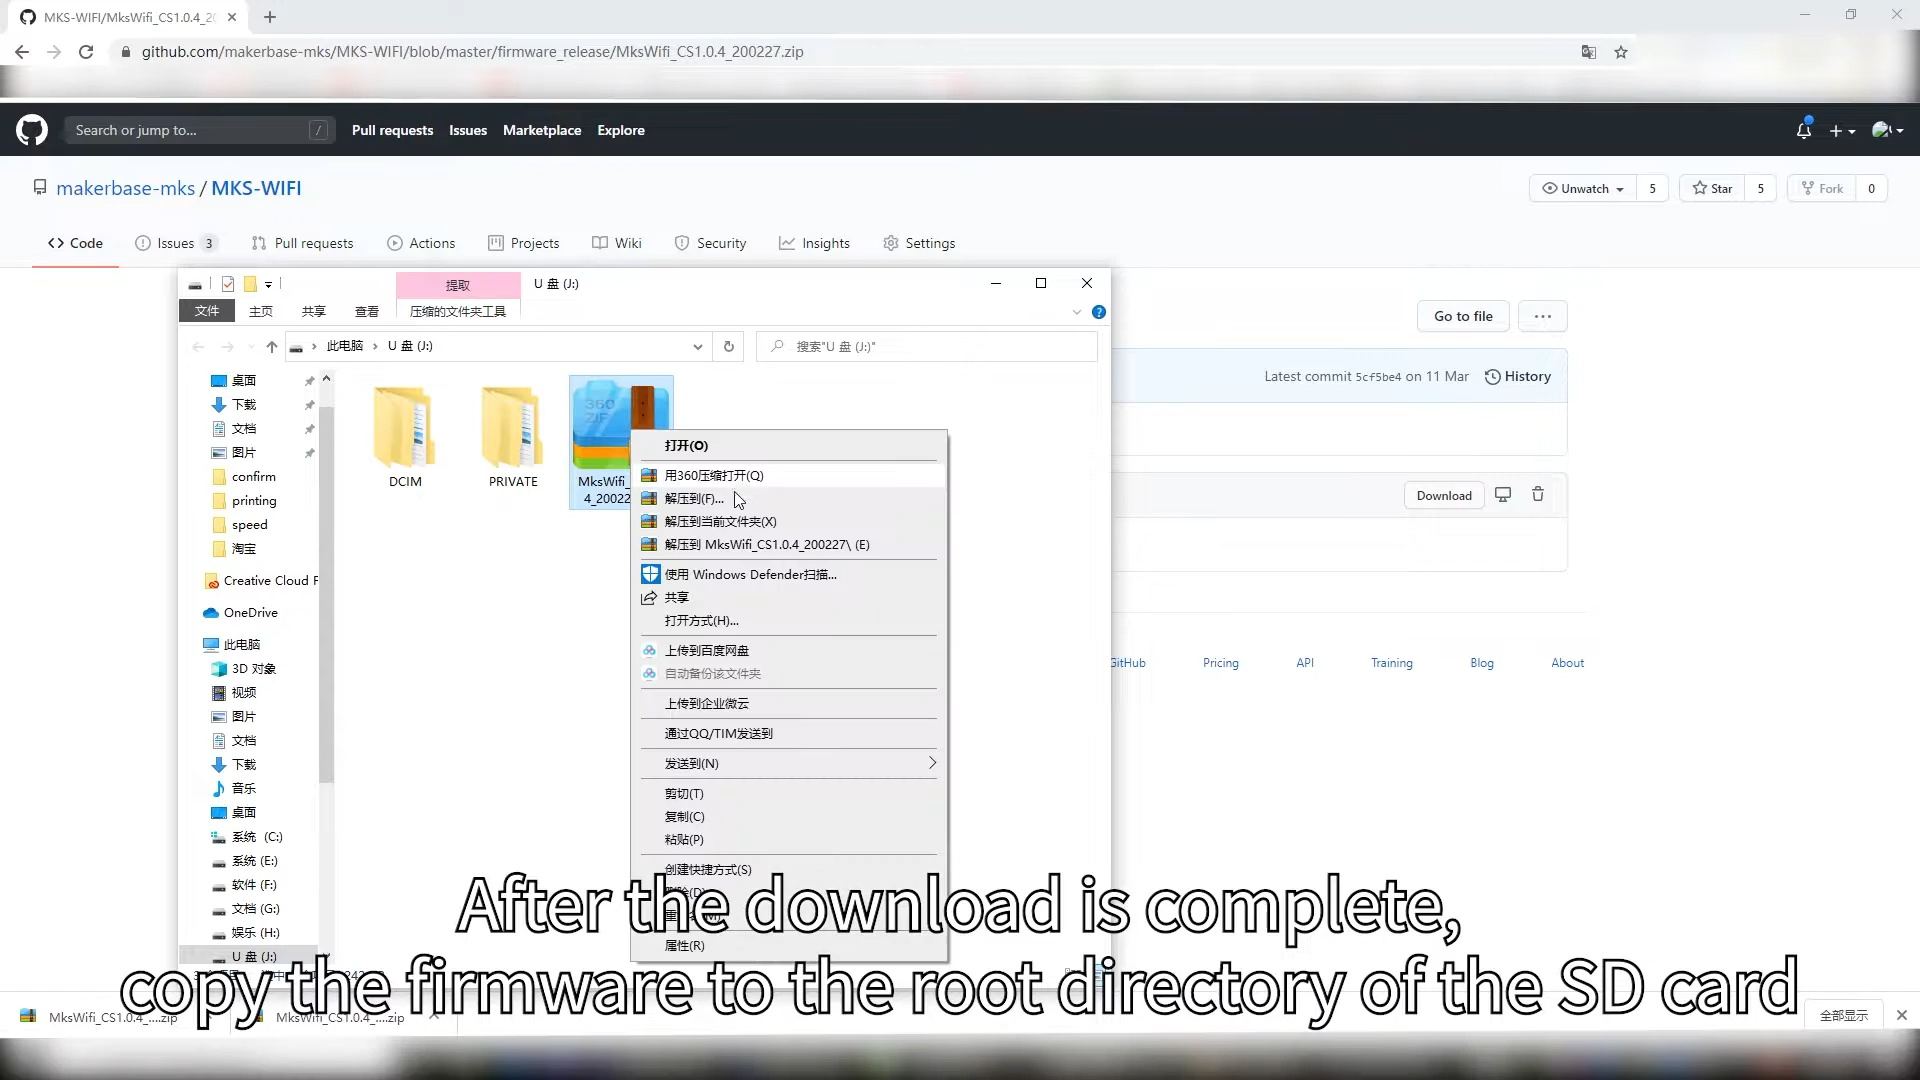 MKS-WIFI/MksWifi_CS1.0.4_20
github.com/makerbase-mks/MKS-WIFI/blob/master/firmware_release/MksWifi_CS1.0.4_200227.zip
Search or jump to...
/
Pull requests
Issues
Marketplace
Explore
makerbase-mks / MKS-WIFI
Unwatch
5
Star
5
Fork
0
Code
Issues 3
Pull requests
Actions
Projects
Wiki
Security
Insights
Settings
提取
U 盘 (J:)
文件
主页
共享
查看
压缩的文件夹工具
此电脑
U 盘 (J:)
搜索"U 盘 (J:)"
Go to file
...
Latest commit 5cf5be4 on 11 Mar
History
Download
GitHub
Pricing
API
Training
Blog
About
桌面
下载
文档
图片
confirm
printing
speed
淘宝
Creative Cloud F
OneDrive
此电脑
3D 对象
视频
图片
文档
下载
音乐
桌面
系统 (C:)
系统 (E:)
软件 (F:)
文档 (G:)
娱乐 (H:)
U 盘 (J:)
DCIM
PRIVATE
360
ZIP
MksWifi_
4_20022
打开(O)
用360压缩打开(Q)
解压到(F)...
解压到当前文件夹(X)
解压到 MksWifi_CS1.0.4_200227\ (E)
使用 Windows Defender扫描...
共享
打开方式(H)...
上传到百度网盘
自动备份该文件夹
上传到企业微云
通过QQ/TIM发送到
发送到(N)
剪切(T)
复制(C)
粘贴(P)
创建快捷方式(S)
属性(R)
After the download is complete,
copy the firmware to the root directory of the SD card
MksWifi_CS1.0.4_....zip
MksWifi_CS1.0.4_....zip
全部显示